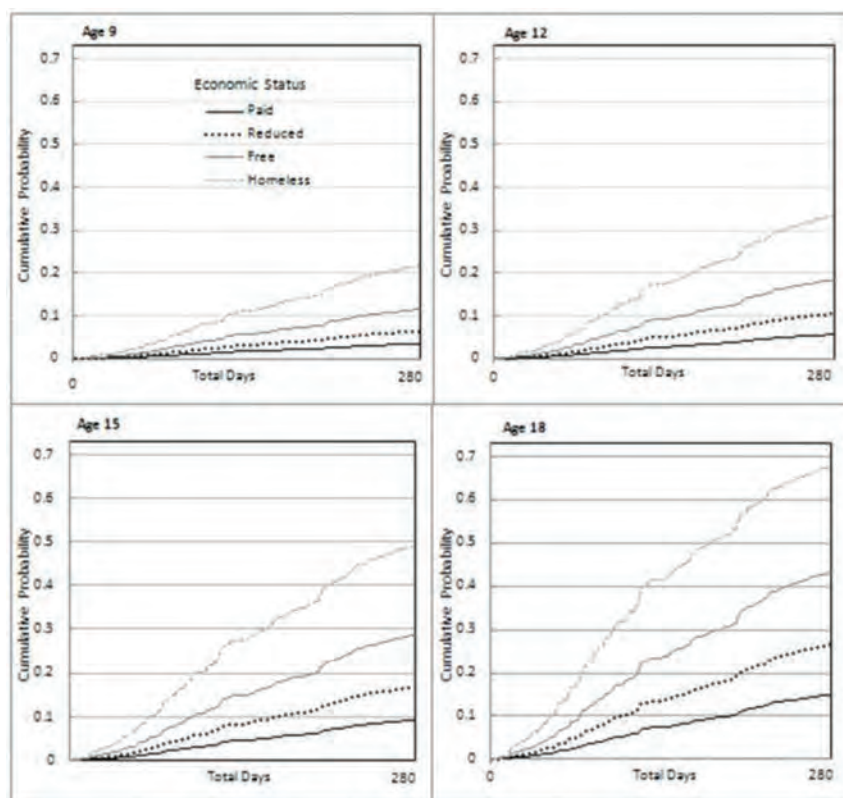 Age 9
0.7
0.6
0.5
0.4
0.3
0.2
0.1
0
Cumulative Probability
Economic Status
Paid
Reduced
Free
Homeless
0
Total Days
280
Age 12
0.7
0.6
0.5
0.4
0.3
0.2
0.1
0
Cumulative Proability
0
Total Days
280
Age 15
0.7
0.6
0.5
0.4
0.3
0.2
0.1
0
Cumulative Probability
Total Days
280
Age 18
0.7
0.6
0.5
0.4
0.3
0.2
0.1
0
Cumulative Probability
0
Total Days
280